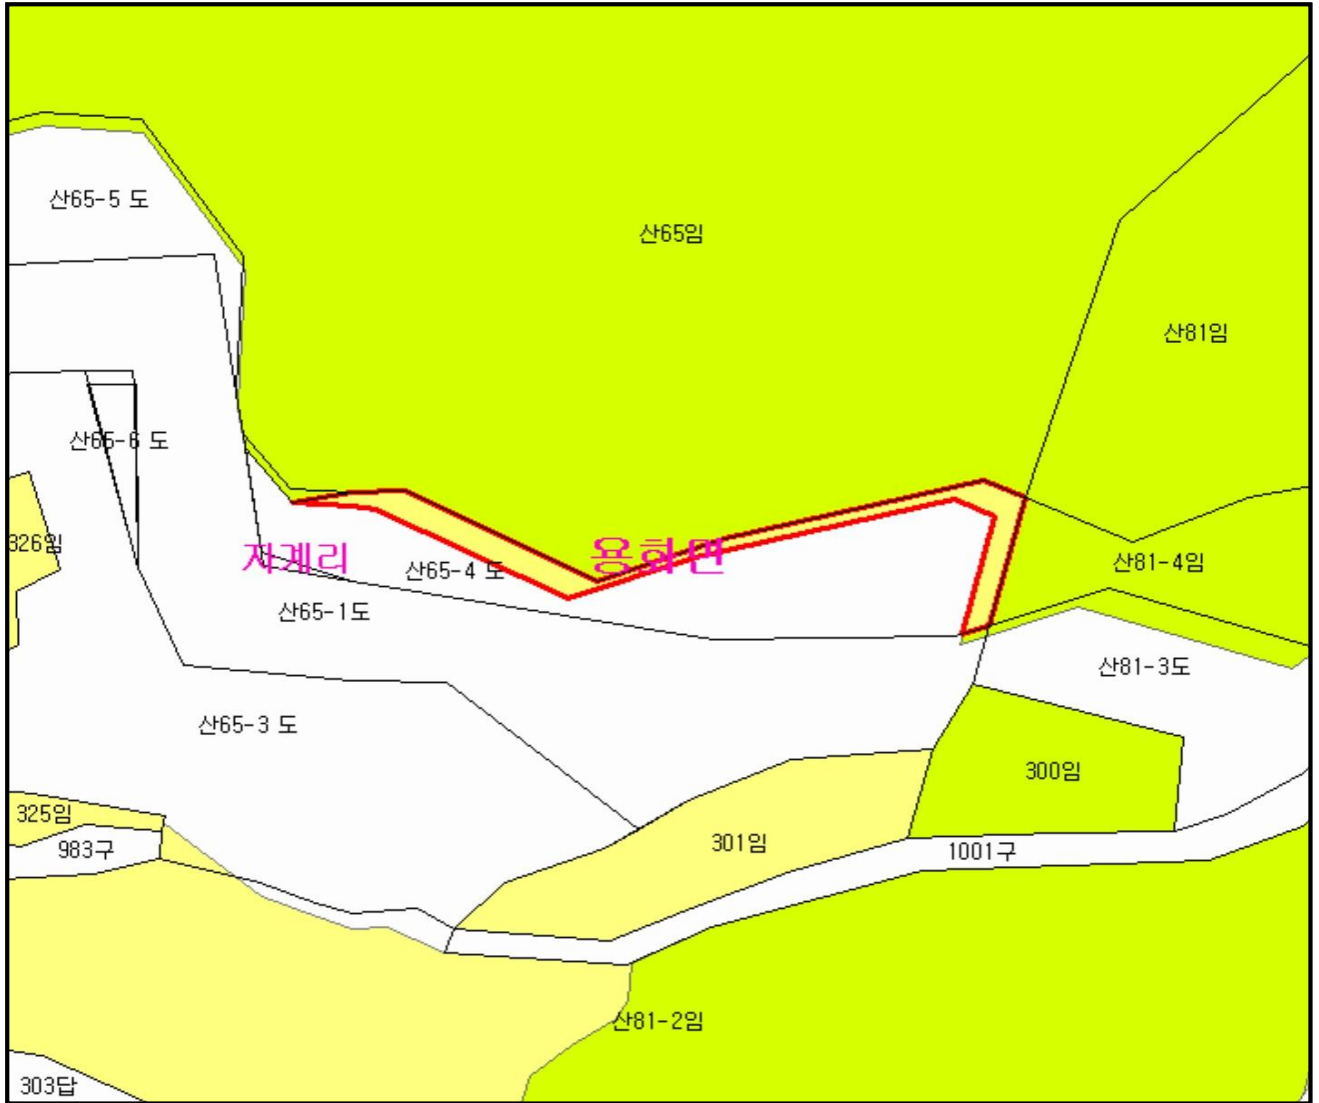 산65-5 도
산65임
산81임
산65-6 도
326임
자계리
산65-4 도
용화면
산81-4임
산65-1도
산81-3도
산65-3 도
300임
325임
983구
301임
1001구
산81-2임
303답